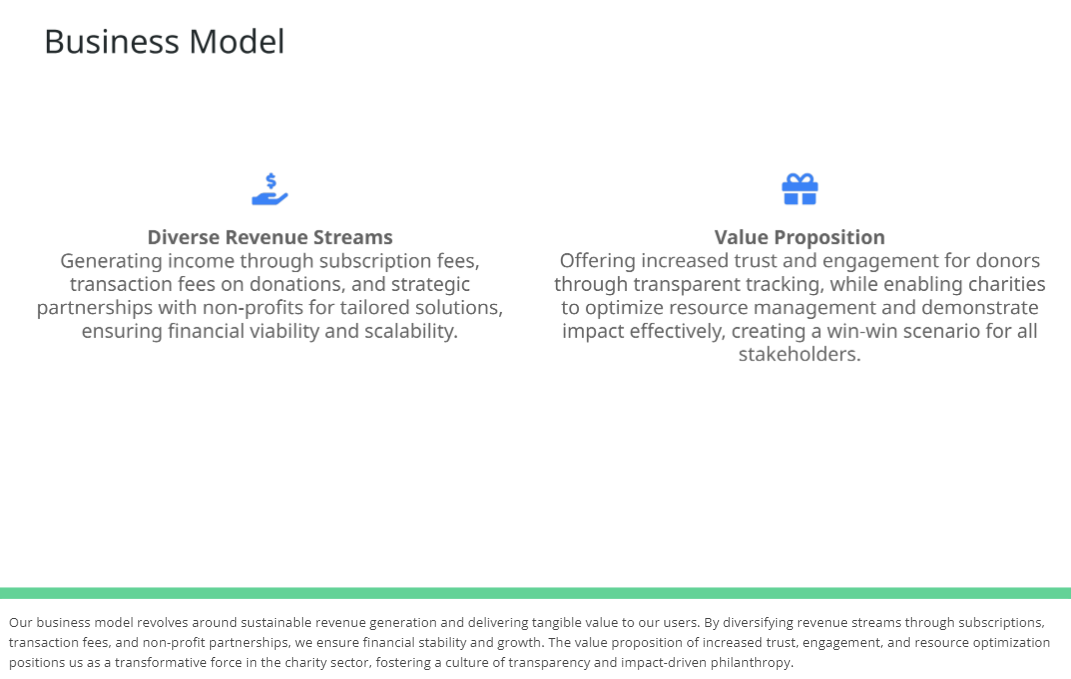 Business Model
Diverse Revenue Streams
Generating income through subscription fees,
transaction fees on donations, and strategic
partnerships with non-profits for tailored solutions,
ensuring financial viability and scalability.
Value Proposition
Offering increased trust and engagement for donors
through transparent tracking, while enabling charities
to optimize resource management and demonstrate
impact effectively, creating a win-win scenario for all
stakeholders.
Our business model revolves around sustainable revenue generation and delivering tangible value to our users. By diversifying revenue streams through subscriptions,
transaction fees, and non-profit partnerships, we ensure financial stability and growth. The value proposition of increased trust, engagement, and resource optimization
positions us as a transformative force in the charity sector, fostering a culture of transparency and impact-driven philanthropy.